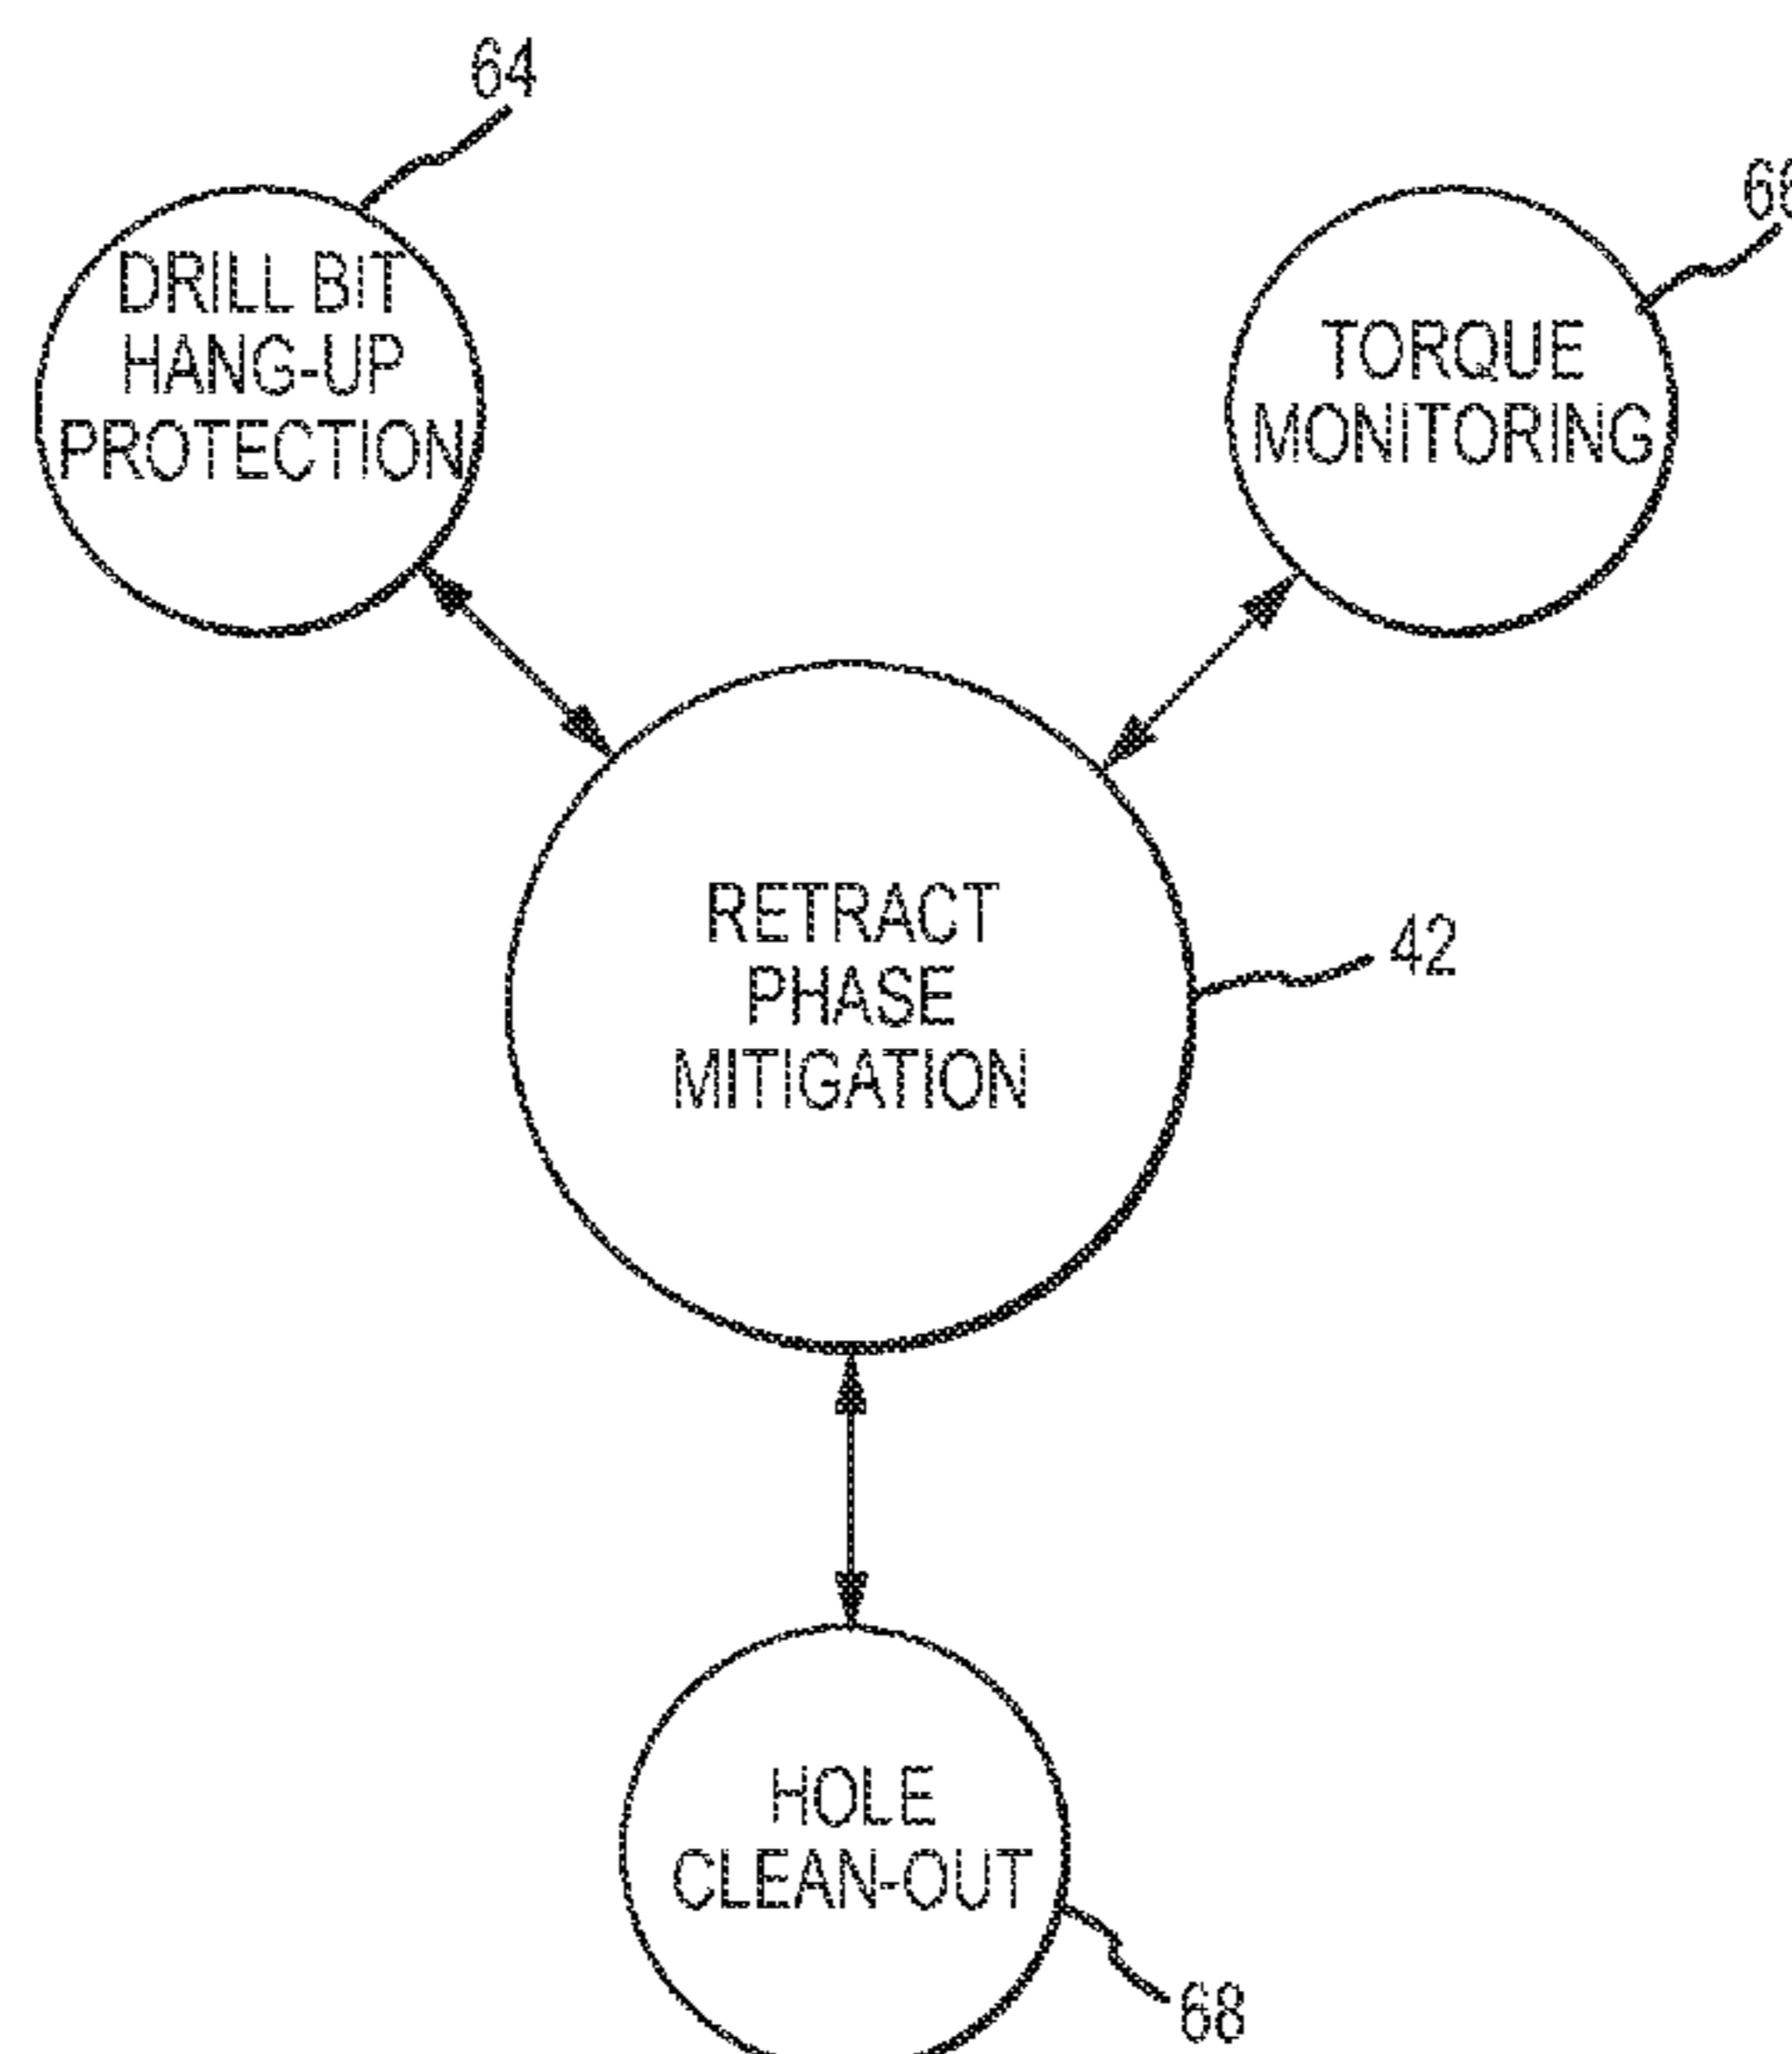 64
DRILL BIT
HANG-UP
PROTECTION
TORQUE
MONITORING
RETRACT
PHASE
MITIGATION
42
HOLE
CLEAN-OUT
68